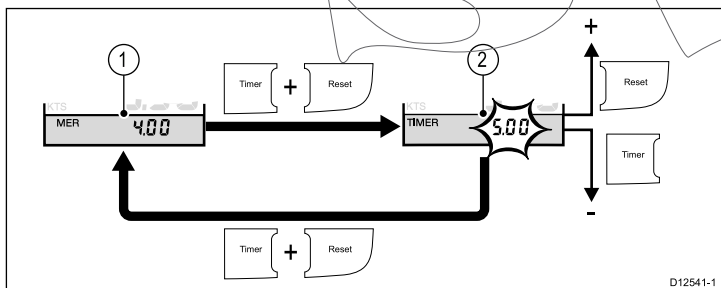 1
Timer + Reset
2
+
Reset
KTS
MER 4.00
KTS
TIMER 5.00
Timer
-
Timer + Reset
D12541-1